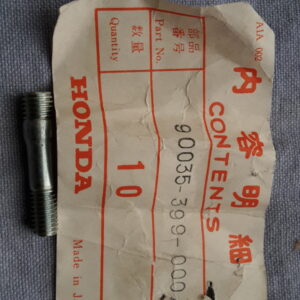 A1A 002
内容明細
CONTENTS
部品番号
Part No.
90035-399-000
数量
Quantity
10
HONDA
Made in J